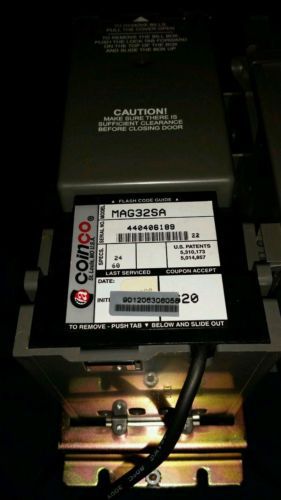 TO REMOVE BILLS,
PULL THE COVER OPEN
TO REMOVE THE BILL BOX
PUSH THE LOCK TAB FORWARD
ON THE TOP OF THE BOX
AND SLIDE THE BOX UP
CAUTION!
MAKE SURE THERE IS
SUFFICIENT CLEARANCE
BEFORE CLOSING DOOR
▲ FLASH CODE GUIDE ▲
coinco ®
St. Louis, MO U.S.A.
MODEL MAG32SA
SERIAL NO. 440406189 22
SPECS: 24
60
U.S. PATENTS
5,310,173
5,014,857
LAST SERVICED COUPON ACCEPT
DATE:
INITI 20
TO REMOVE - PUSH TAB ▼ BELOW AND SLIDE OUT